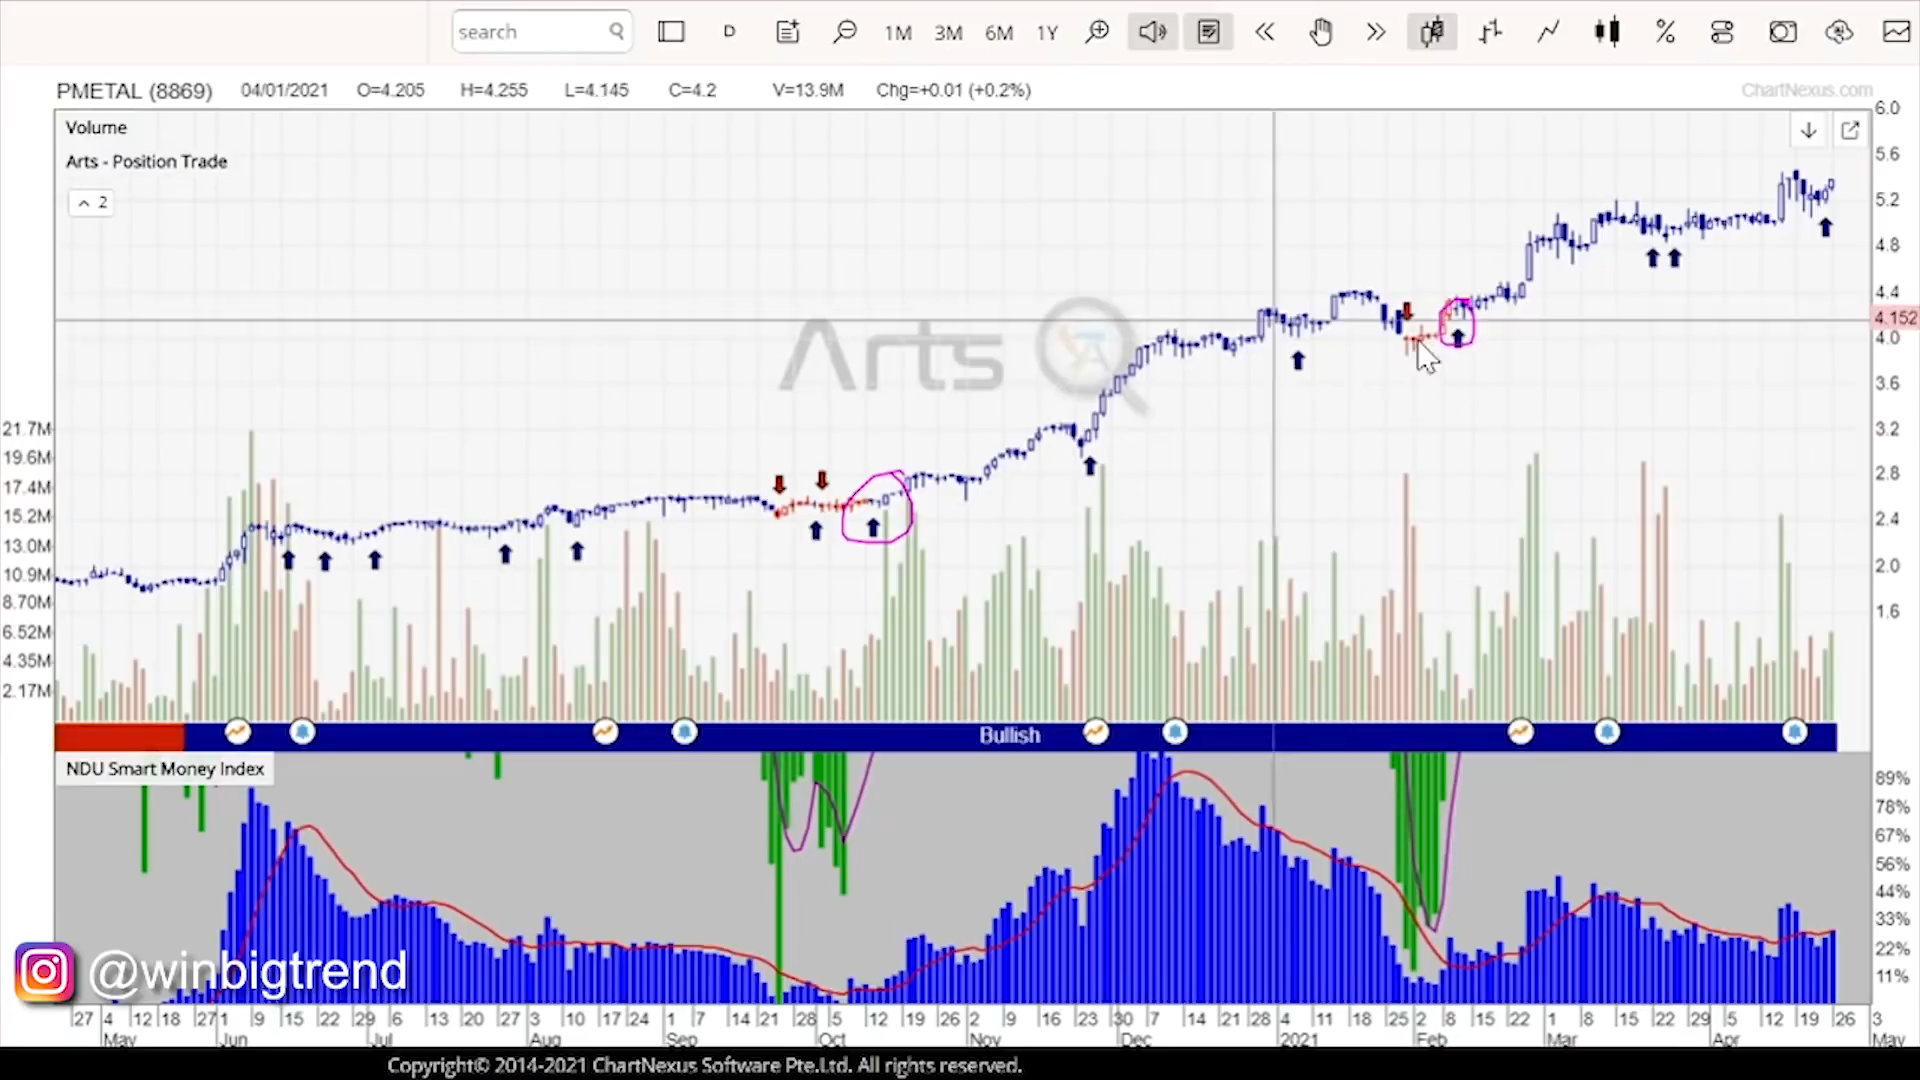 search D 1M 3M 6M 1Y
PMETAL (8869) 04/01/2021 O=4.205 H=4.255 L=4.145 C=4.2 V=13.9M Chg=+0.01 (+0.2%)
ChartNexus.com
Volume
Arts - Position Trade
2
6.0
5.6
5.2
4.8
4.4
4.152
4.0
3.6
3.2
2.8
2.4
2.0
1.6
Arts
21.7M
19.6M
17.4M
15.2M
13.0M
10.9M
8.70M
6.52M
4.35M
2.17M
Bullish
NDU Smart Money Index
89%
78%
67%
56%
44%
33%
22%
11%
@winbigtrend
27 4 12 18 27 1 9 15 22 29 6 13 20 27 3 10 17 24 1 7 14 21 28 5 12 19 26 2 9 16 23 30 7 14 21 28 4 11 18 25 2 8 15 22 1 8 15 22 29 5 12 19 26 3
May Jun Jul Aug Sep Oct Nov Dec 2021 Feb Mar Apr May
Copyright© 2014-2021 ChartNexus Software Pte.Ltd. All rights reserved.